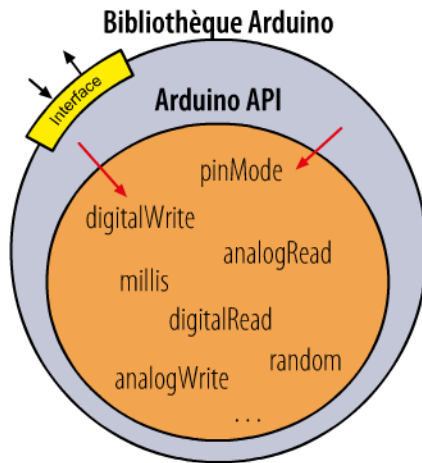 Bibliothèque Arduino
Interface
Arduino API
pinMode
digitalWrite
analogRead
millis
digitalRead
random
analogWrite
...